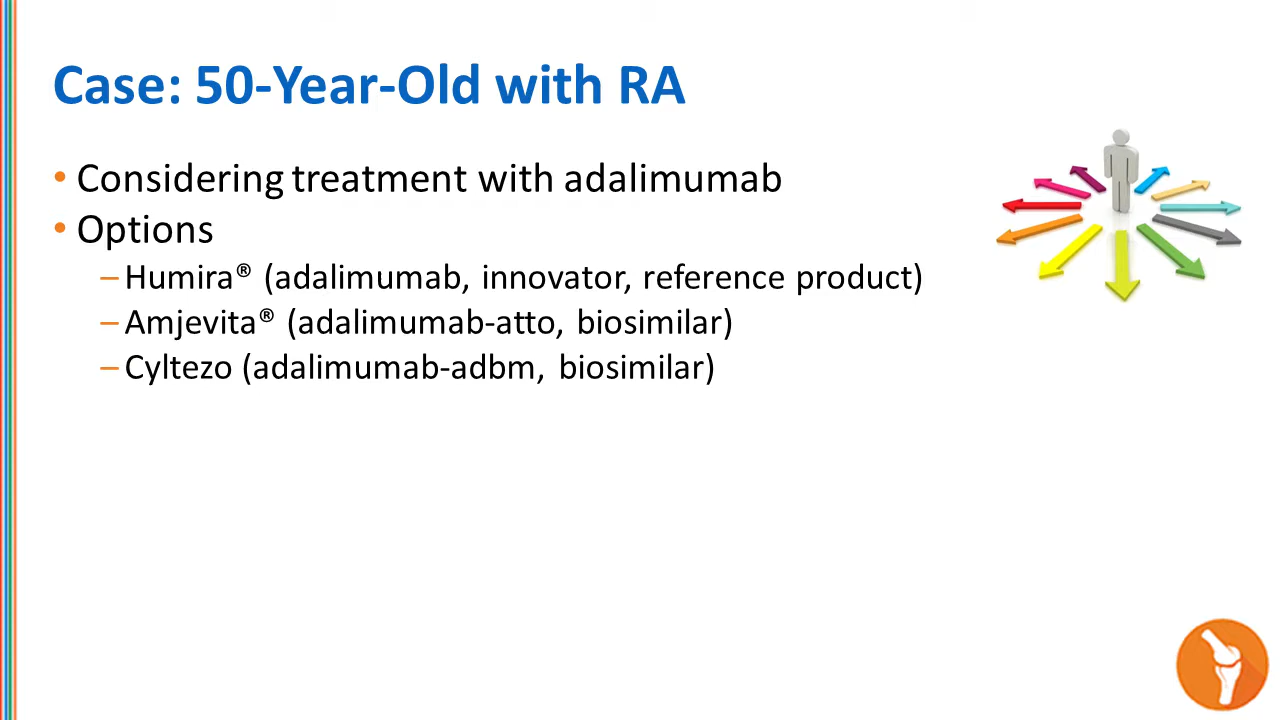 Case: 50-Year-Old with RA
• Considering treatment with adalimumab
• Options
– Humira® (adalimumab, innovator, reference product)
– Amjevita® (adalimumab-atto, biosimilar)
– Cyltezo (adalimumab-adbm, biosimilar)